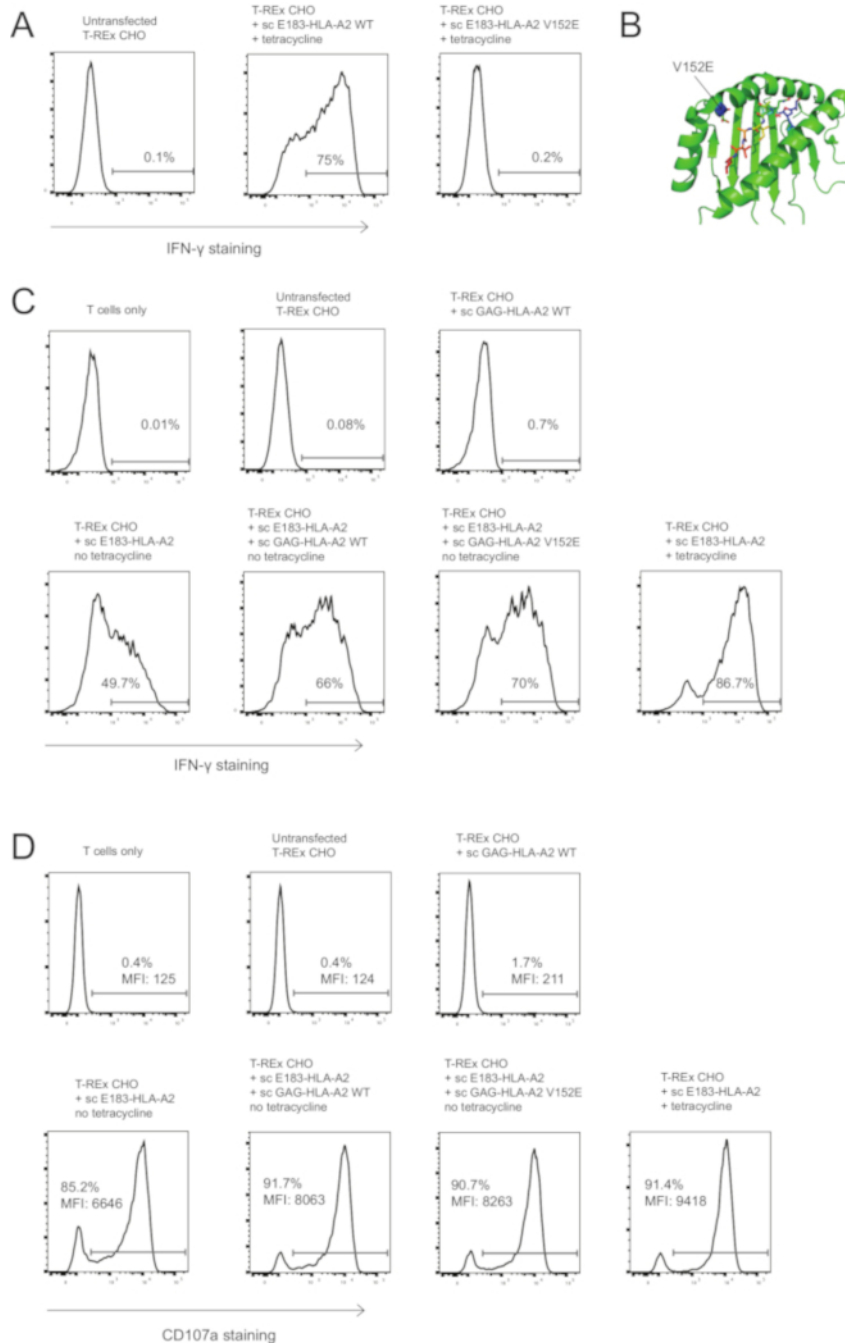 A
Untransfected
T-REx CHO
T-REx CHO
+ sc E183-HLA-A2 WT
+ tetracycline
T-REx CHO
+ sc E183-HLA-A2 V152E
+ tetracycline
B
V152E
0.1%
75%
0.2%
IFN-γ staining
C
T cells only
Untransfected
T-REx CHO
T-REx CHO
+ sc GAG-HLA-A2 WT
0.01%
0.08%
0.7%
T-REx CHO
+ sc E183-HLA-A2
no tetracycline
T-REx CHO
+ sc E183-HLA-A2
+ sc GAG-HLA-A2 WT
no tetracycline
T-REx CHO
+ sc E183-HLA-A2
+ sc GAG-HLA-A2 V152E
no tetracycline
T-REx CHO
+ sc E183-HLA-A2
+ tetracycline
49.7%
66%
70%
86.7%
IFN-γ staining
D
T cells only
Untransfected
T-REx CHO
T-REx CHO
+ sc GAG-HLA-A2 WT
0.4%
MFI: 125
0.4%
MFI: 124
1.7%
MFI: 211
T-REx CHO
+ sc E183-HLA-A2
no tetracycline
T-REx CHO
+ sc E183-HLA-A2
+ sc GAG-HLA-A2 WT
no tetracycline
T-REx CHO
+ sc E183-HLA-A2
+ sc GAG-HLA-A2 V152E
no tetracycline
T-REx CHO
+ sc E183-HLA-A2
+ tetracycline
85.2%
MFI: 6646
91.7%
MFI: 8063
90.7%
MFI: 8263
91.4%
MFI: 9418
CD107a staining